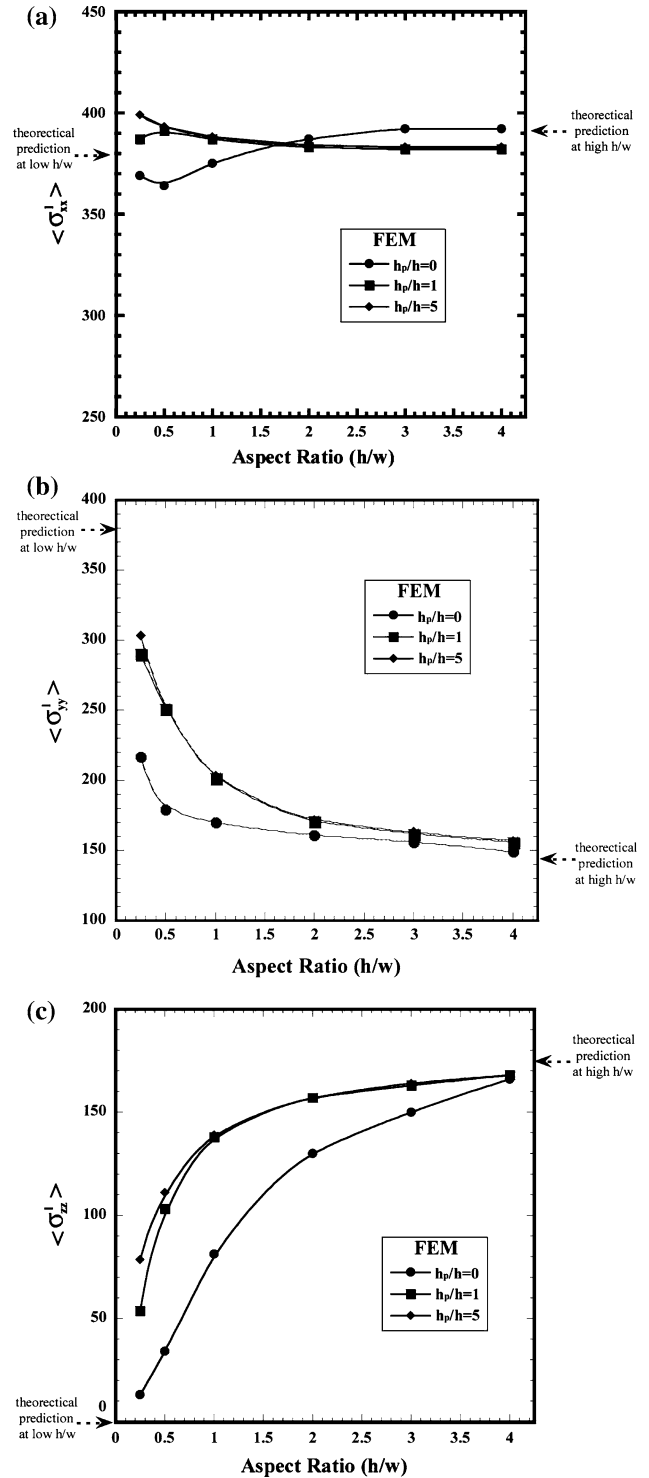 (a)
450
400
350
300
250
theorectical
prediction
at low h/w
theorectical
prediction
at high h/w
< σ¹xx >
FEM
hp/h=0
hp/h=1
hp/h=5
0 0.5 1 1.5 2 2.5 3 3.5 4
Aspect Ratio (h/w)
(b)
400
350
300
250
200
150
100
theorectical
prediction
at low h/w
theorectical
prediction
at high h/w
< σ¹yy >
FEM
hp/h=0
hp/h=1
hp/h=5
0 0.5 1 1.5 2 2.5 3 3.5 4
Aspect Ratio (h/w)
(c)
200
150
100
50
0
theorectical
prediction
at high h/w
theorectical
prediction
at low h/w
< σ¹zz >
FEM
hp/h=0
hp/h=1
hp/h=5
0 0.5 1 1.5 2 2.5 3 3.5 4
Aspect Ratio (h/w)